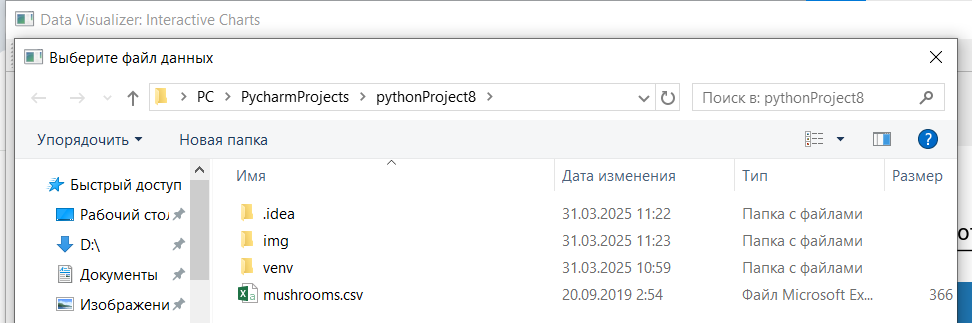 Data Visualizer: Interactive Charts
Выберите файл данных
PC > PycharmProjects > pythonProject8 >
Поиск в: pythonProject8
Упорядочить Новая папка
Имя Дата изменения Тип Размер
Быстрый доступ
Рабочий стол
D:\
Документы
Изображени
.idea 31.03.2025 11:22 Папка с файлами
img 31.03.2025 11:23 Папка с файлами
venv 31.03.2025 10:59 Папка с файлами
mushrooms.csv 20.09.2019 2:54 Файл Microsoft Ex... 366